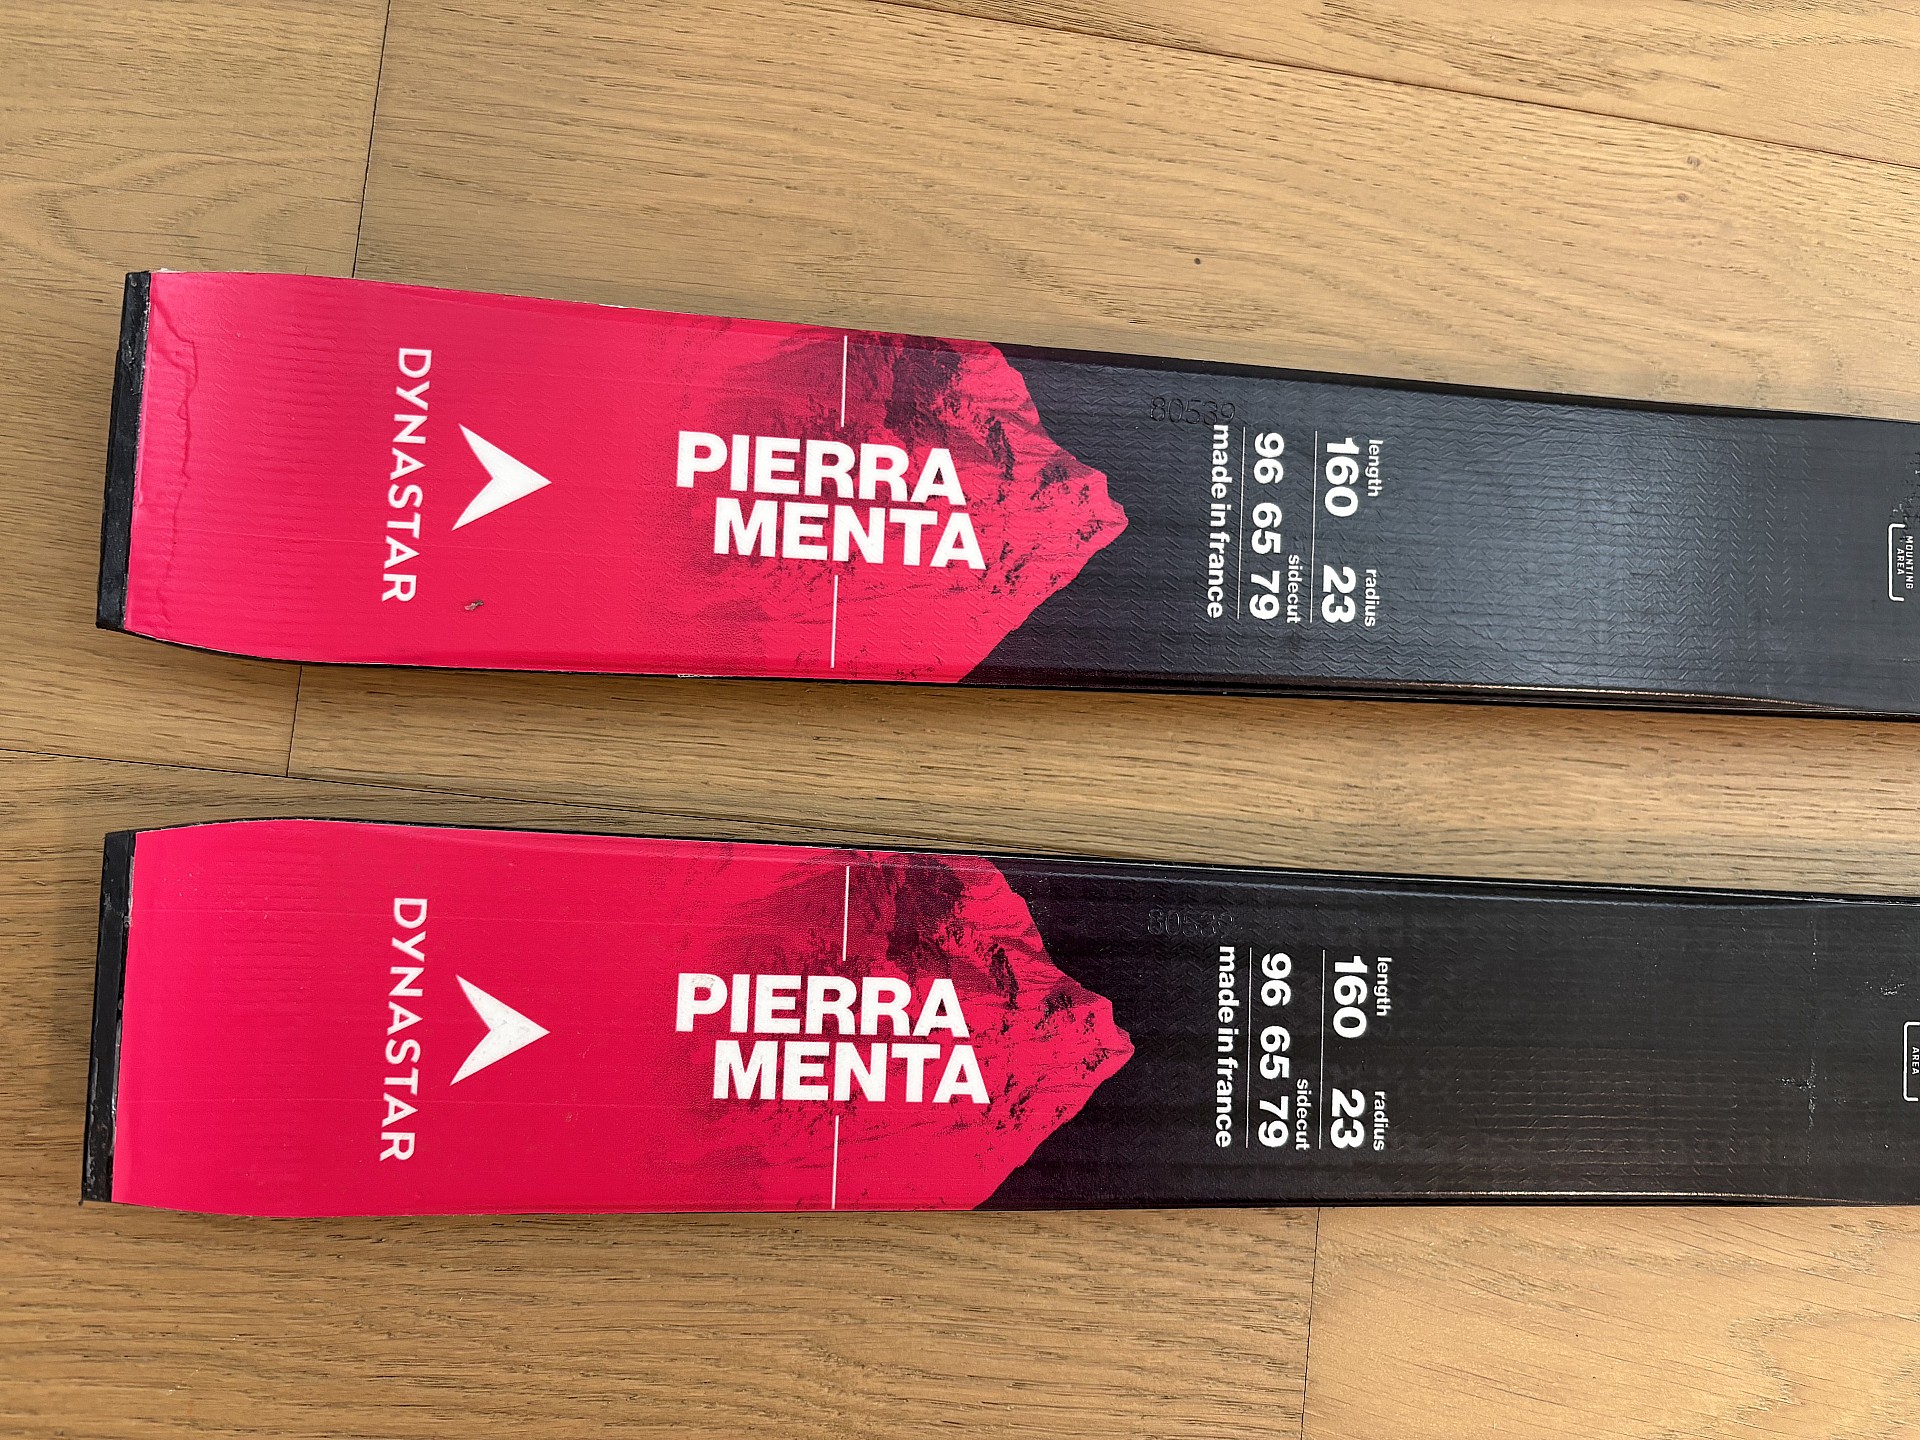 DYNASTAR
PIERRA
MENTA
80539
made in france
96 65 79
sidecut
160 23
length radius
MOUNTING
AREA
DYNASTAR
PIERRA
MENTA
80539
made in france
96 65 79
sidecut
160 23
length radius
AREA